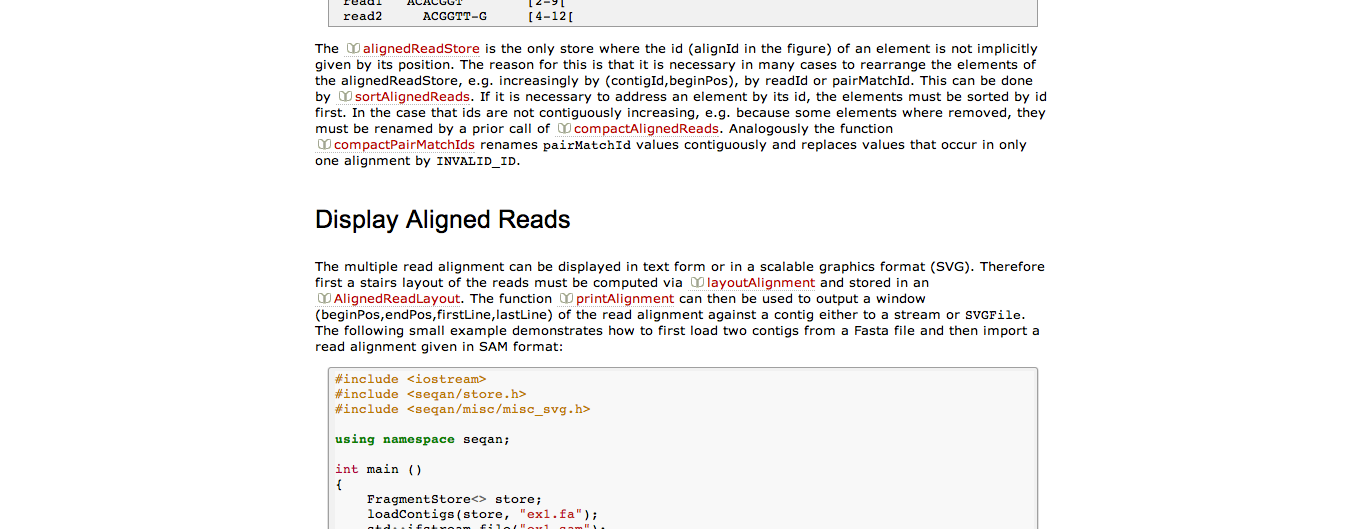 read1   ACACGGT        [2-9[
read2     ACGGTT-G     [4-12[
The alignedReadStore is the only store where the id (alignId in the figure) of an element is not implicitly
given by its position. The reason for this is that it is necessary in many cases to rearrange the elements of
the alignedReadStore, e.g. increasingly by (contigId,beginPos), by readId or pairMatchId. This can be done
by sortAlignedReads. If it is necessary to address an element by its id, the elements must be sorted by id
first. In the case that ids are not contiguously increasing, e.g. because some elements where removed, they
must be renamed by a prior call of compactAlignedReads. Analogously the function
compactPairMatchIds renames pairMatchId values contiguously and replaces values that occur in only
one alignment by INVALID_ID.
Display Aligned Reads
The multiple read alignment can be displayed in text form or in a scalable graphics format (SVG). Therefore
first a stairs layout of the reads must be computed via layoutAlignment and stored in an
AlignedReadLayout. The function printAlignment can then be used to output a window
(beginPos,endPos,firstLine,lastLine) of the read alignment against a contig either to a stream or SVGFile.
The following small example demonstrates how to first load two contigs from a Fasta file and then import a
read alignment given in SAM format:
#include <iostream>
#include <seqan/store.h>
#include <seqan/misc/misc_svg.h>
using namespace seqan;
int main ()
{
    FragmentStore<> store;
    loadContigs(store, "ex1.fa");
    std::ifstream file("ex1.sam");